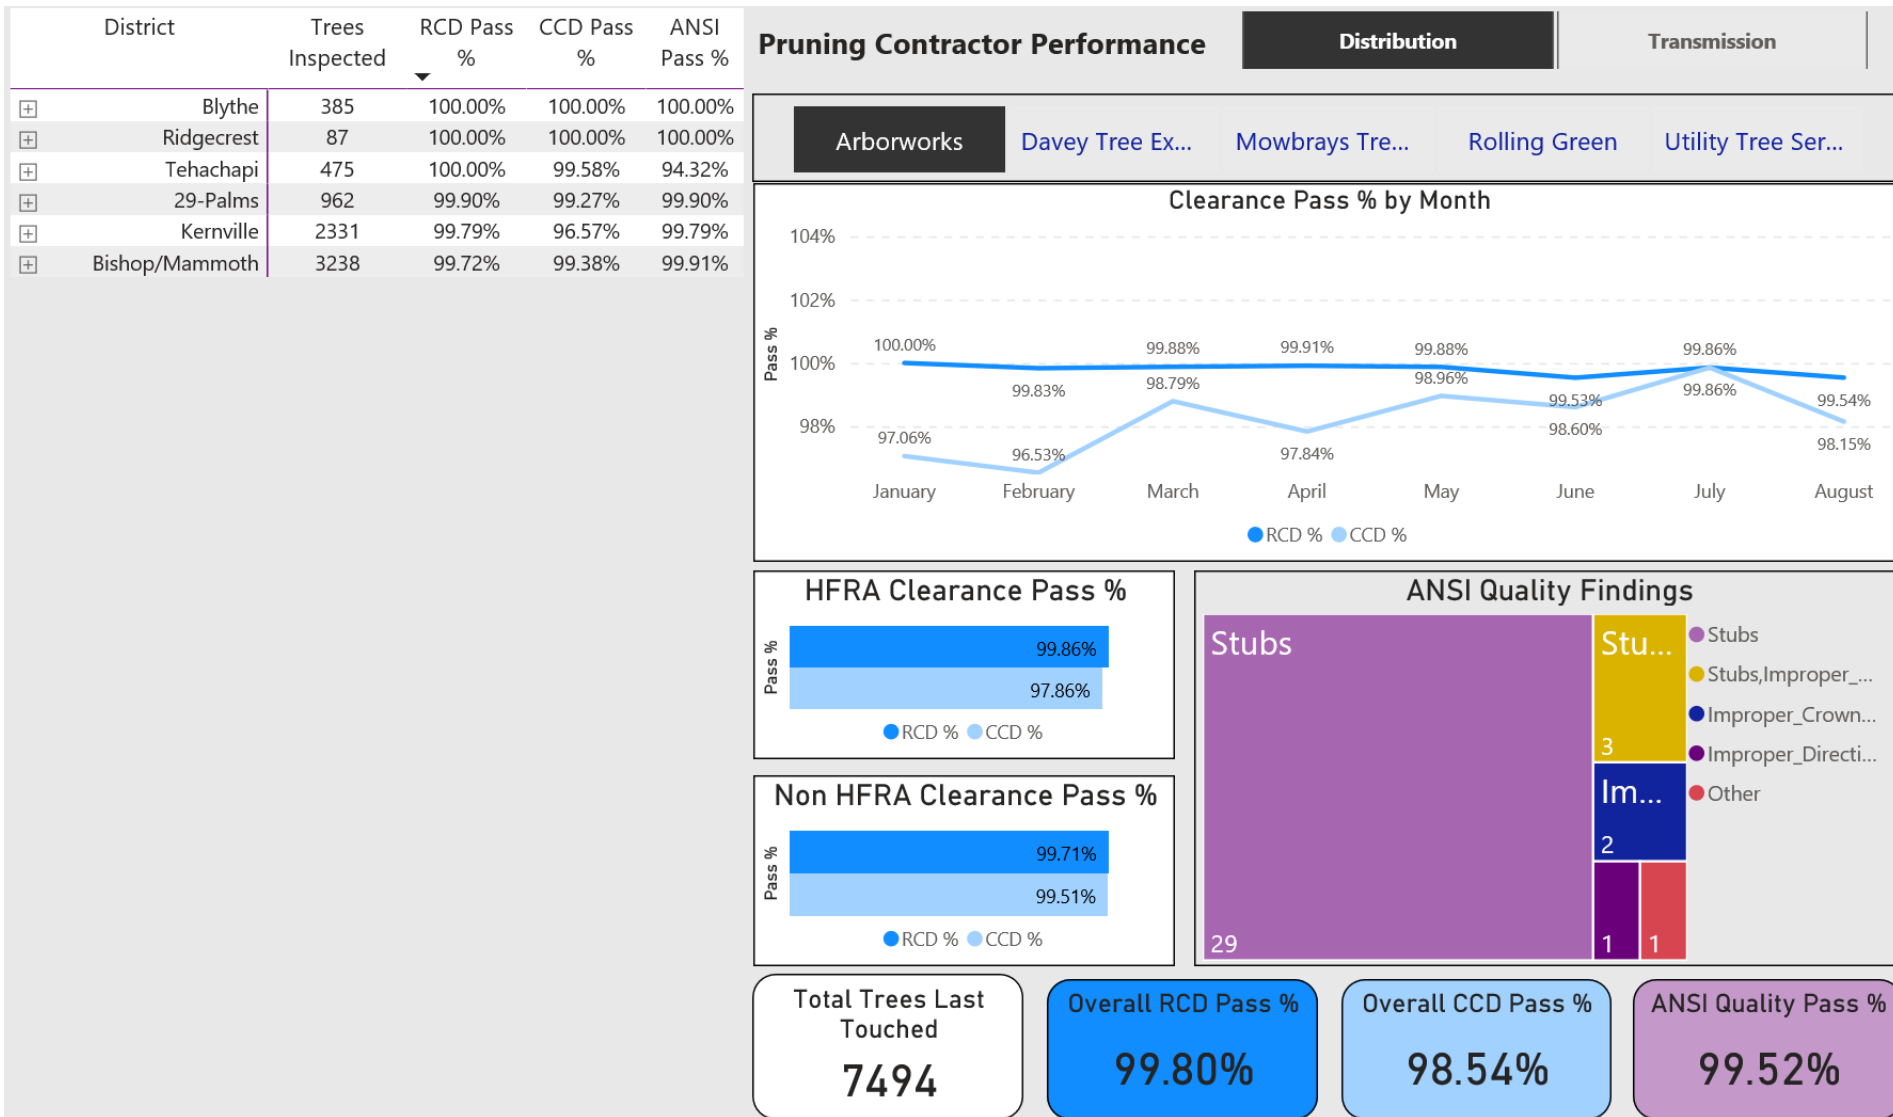 District Trees Inspected RCD Pass % CCD Pass % ANSI Pass %
Blythe 385 100.00% 100.00% 100.00%
Ridgecrest 87 100.00% 100.00% 100.00%
Tehachapi 475 100.00% 99.58% 94.32%
29-Palms 962 99.90% 99.27% 99.90%
Kernville 2331 99.79% 96.57% 99.79%
Bishop/Mammoth 3238 99.72% 99.38% 99.91%
Pruning Contractor Performance
Distribution Transmission
Arborworks Davey Tree Ex... Mowbrays Tre... Rolling Green Utility Tree Ser...
Clearance Pass % by Month
Pass %
104%
102%
100%
98%
100.00% 99.83% 99.88% 99.91% 99.88% 99.53% 99.86% 99.54%
97.06% 96.53% 98.79% 97.84% 98.96% 98.60% 99.86% 98.15%
January February March April May June July August
RCD % CCD %
HFRA Clearance Pass %
Pass %
99.86%
97.86%
RCD % CCD %
Non HFRA Clearance Pass %
Pass %
99.71%
99.51%
RCD % CCD %
ANSI Quality Findings
Stubs
29
Stu...
3
Im...
2
1
1
Stubs
Stubs,Improper_...
Improper_Crown...
Improper_Directi...
Other
Total Trees Last
Touched
7494
Overall RCD Pass %
99.80%
Overall CCD Pass %
98.54%
ANSI Quality Pass %
99.52%